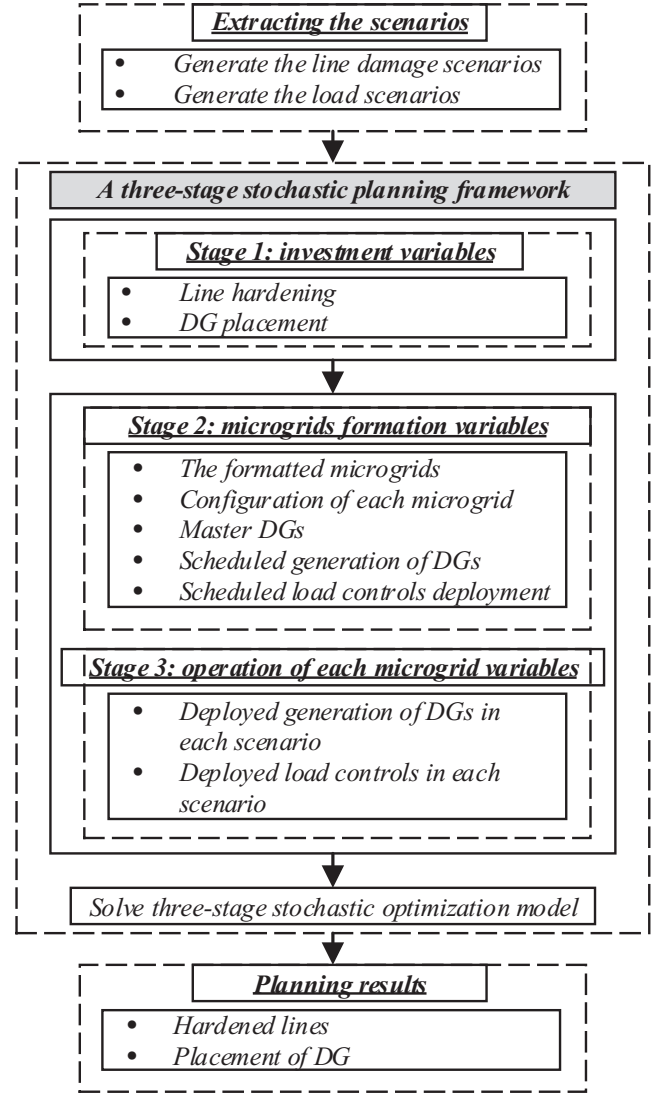 Extracting the scenarios
• Generate the line damage scenarios
• Generate the load scenarios
A three-stage stochastic planning framework
Stage 1: investment variables
• Line hardening
• DG placement
Stage 2: microgrids formation variables
• The formatted microgrids
• Configuration of each microgrid
• Master DGs
• Scheduled generation of DGs
• Scheduled load controls deployment
Stage 3: operation of each microgrid variables
• Deployed generation of DGs in
each scenario
• Deployed load controls in each
scenario
Solve three-stage stochastic optimization model
Planning results
• Hardened lines
• Placement of DG